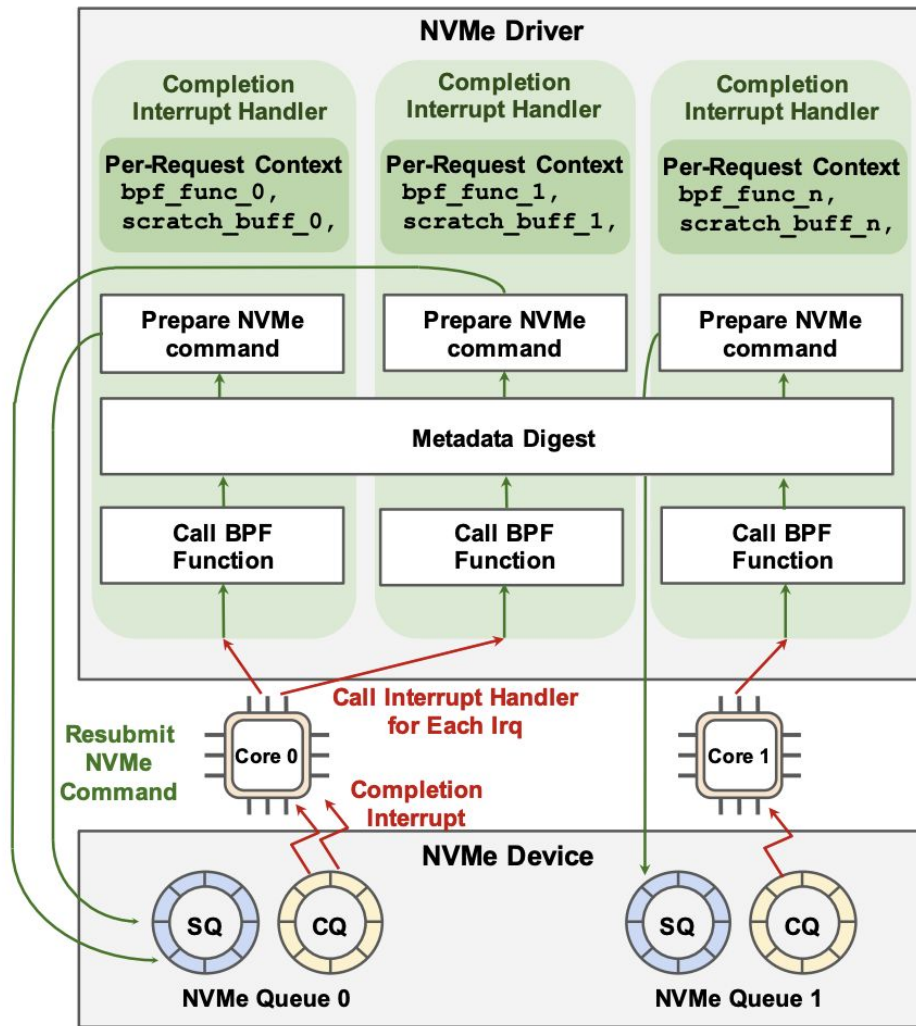 NVMe Driver
Completion
Interrupt Handler
Per-Request Context
bpf_func_0,
scratch_buff_0,
Completion
Interrupt Handler
Per-Request Context
bpf_func_1,
scratch_buff_1,
Completion
Interrupt Handler
Per-Request Context
bpf_func_n,
scratch_buff_n,
Prepare NVMe
command
Prepare NVMe
command
Prepare NVMe
command
Metadata Digest
Call BPF
Function
Call BPF
Function
Call BPF
Function
Call Interrupt Handler
for Each Irq
Resubmit
NVMe
Command
Core 0
Core 1
Completion
Interrupt
NVMe Device
SQ
CQ
SQ
CQ
NVMe Queue 0
NVMe Queue 1